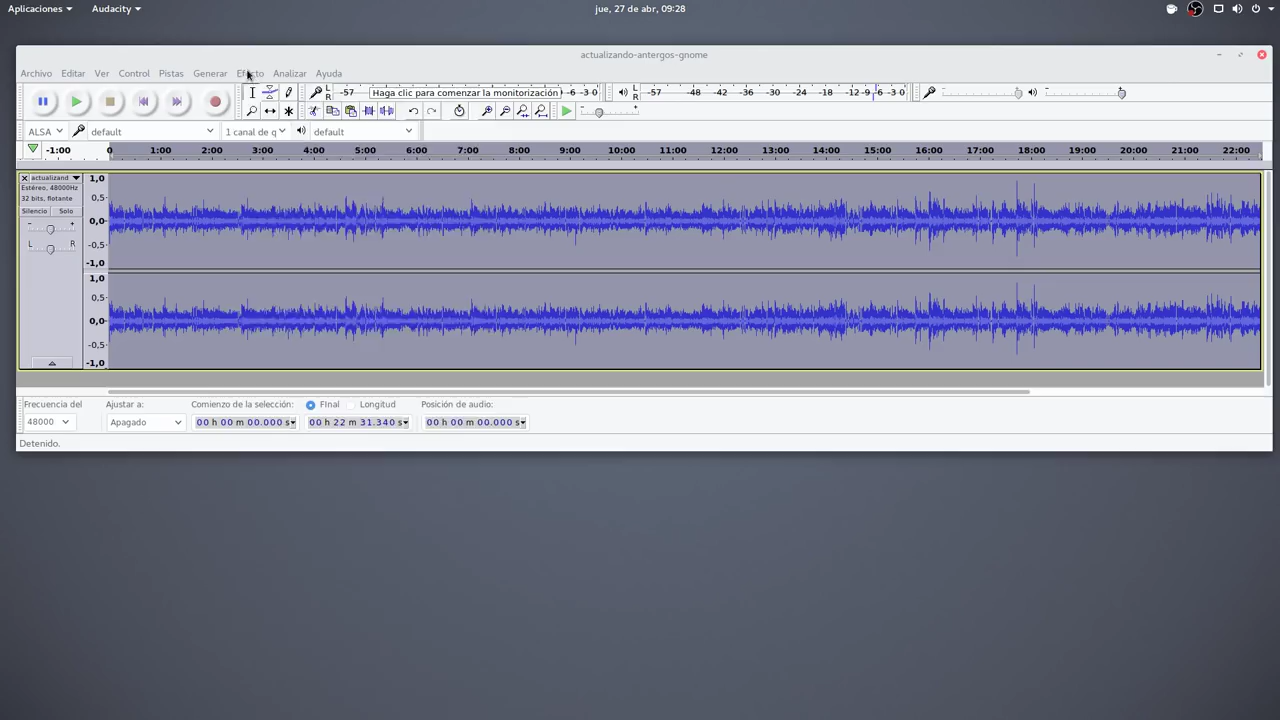 Aplicaciones Audacity jue, 27 de abr, 09:28
actualizando-antergos-gnome
Archivo Editar Ver Control Pistas Generar Efecto Analizar Ayuda
L R -57 Haga clic para comenzar la monitorización -6 -3 0 L R -57 -48 -42 -36 -30 -24 -18 -12 -9 -6 -3 0
ALSA default 1 canal de g default
-1:00 0 1:00 2:00 3:00 4:00 5:00 6:00 7:00 8:00 9:00 10:00 11:00 12:00 13:00 14:00 15:00 16:00 17:00 18:00 19:00 20:00 21:00 22:00
actualizand
Estéreo, 48000Hz
32 bits, flotante
Silencio Solo
- +
L R
1,0
0,5
0,0
-0,5
-1,0
1,0
0,5
0,0
-0,5
-1,0
Frecuencia del Ajustar a: Comienzo de la selección: FInal Longitud Posición de audio:
48000 Apagado 00 h 00 m 00.000 s 00 h 22 m 31.340 s 00 h 00 m 00.000 s
Detenido.